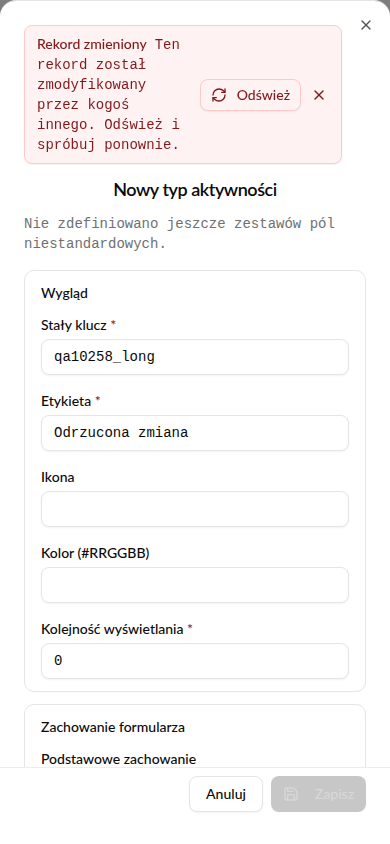 Rekord zmieniony Ten
rekord został
zmodyfikowany
przez kogoś
innego. Odśwież i
spróbuj ponownie.
Odśwież
Nowy typ aktywności
Nie zdefiniowano jeszcze zestawów pól
niestandardowych.
Wygląd
Stały klucz *
qa10258_long
Etykieta *
Odrzucona zmiana
Ikona
Kolor (#RRGGBB)
Kolejność wyświetlania *
0
Zachowanie formularza
Podstawowe zachowanie
Anuluj
Zapisz